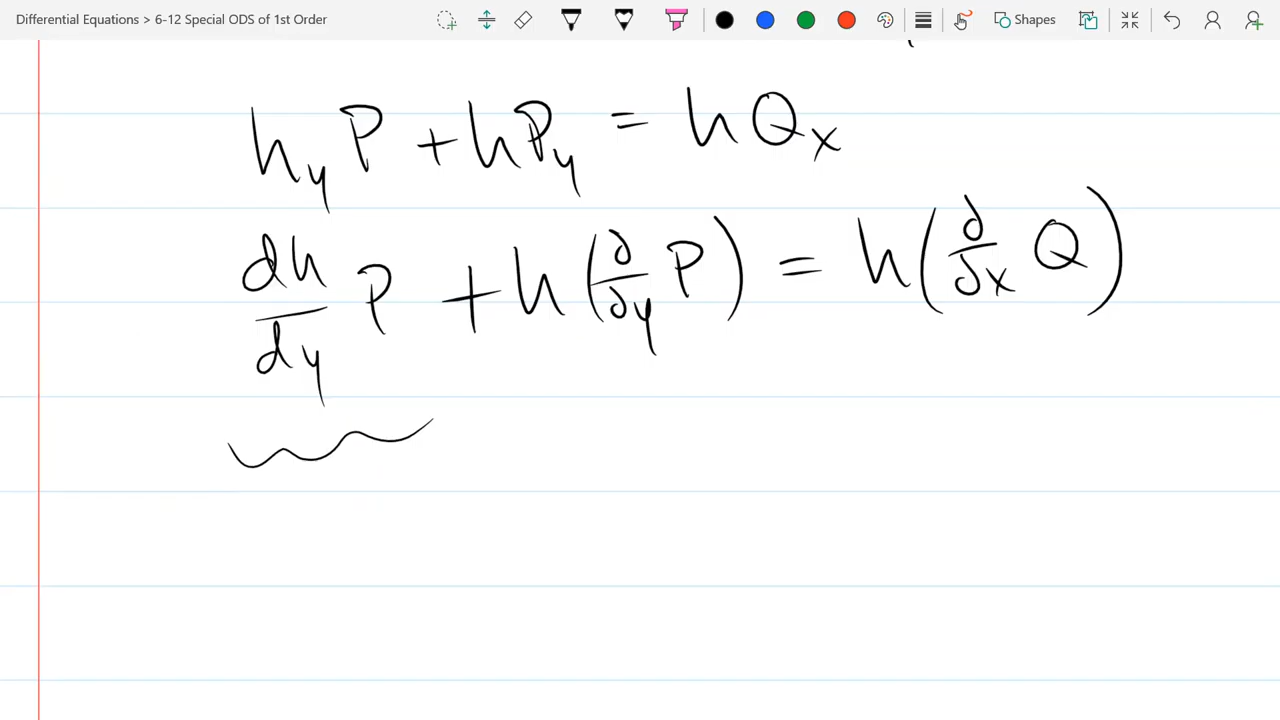 Differential Equations > 6-12 Special ODS of 1st Order
Shapes
h_y P + h P_y = h Q_x
dh/dy P + h (∂/∂y P) = h (∂/∂x Q)